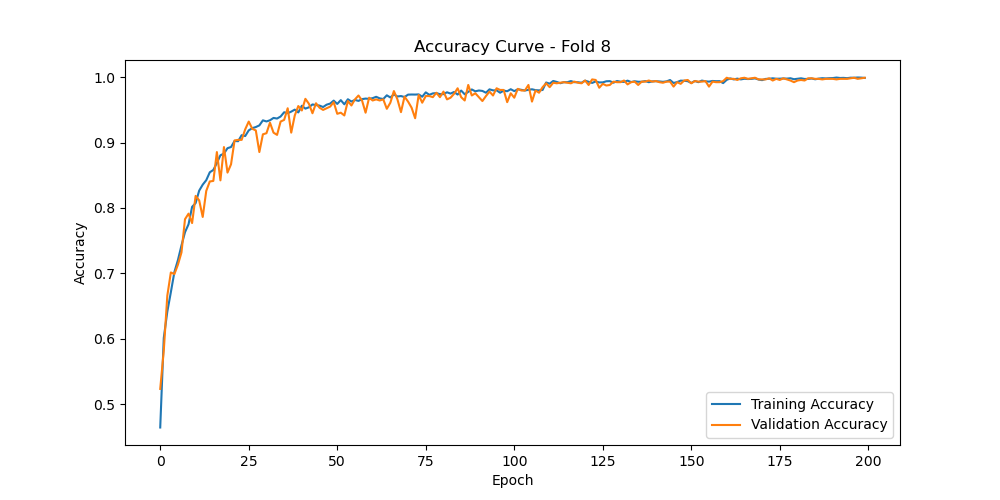 Accuracy Curve - Fold 8
1.0
0.9
0.8
0.7
0.6
0.5
Accuracy
0 25 50 75 100 125 150 175 200
Epoch
Training Accuracy
Validation Accuracy